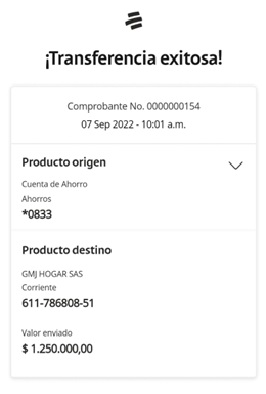 ¡Transferencia exitosa!
Comprobante No. 0000000154
07 Sep 2022 - 10:01 a.m.
Producto origen
Cuenta de Ahorro
Ahorros
*0833
Producto destino
GMJ HOGAR SAS
Corriente
611-786808-51
Valor enviado
$ 1.250.000,00